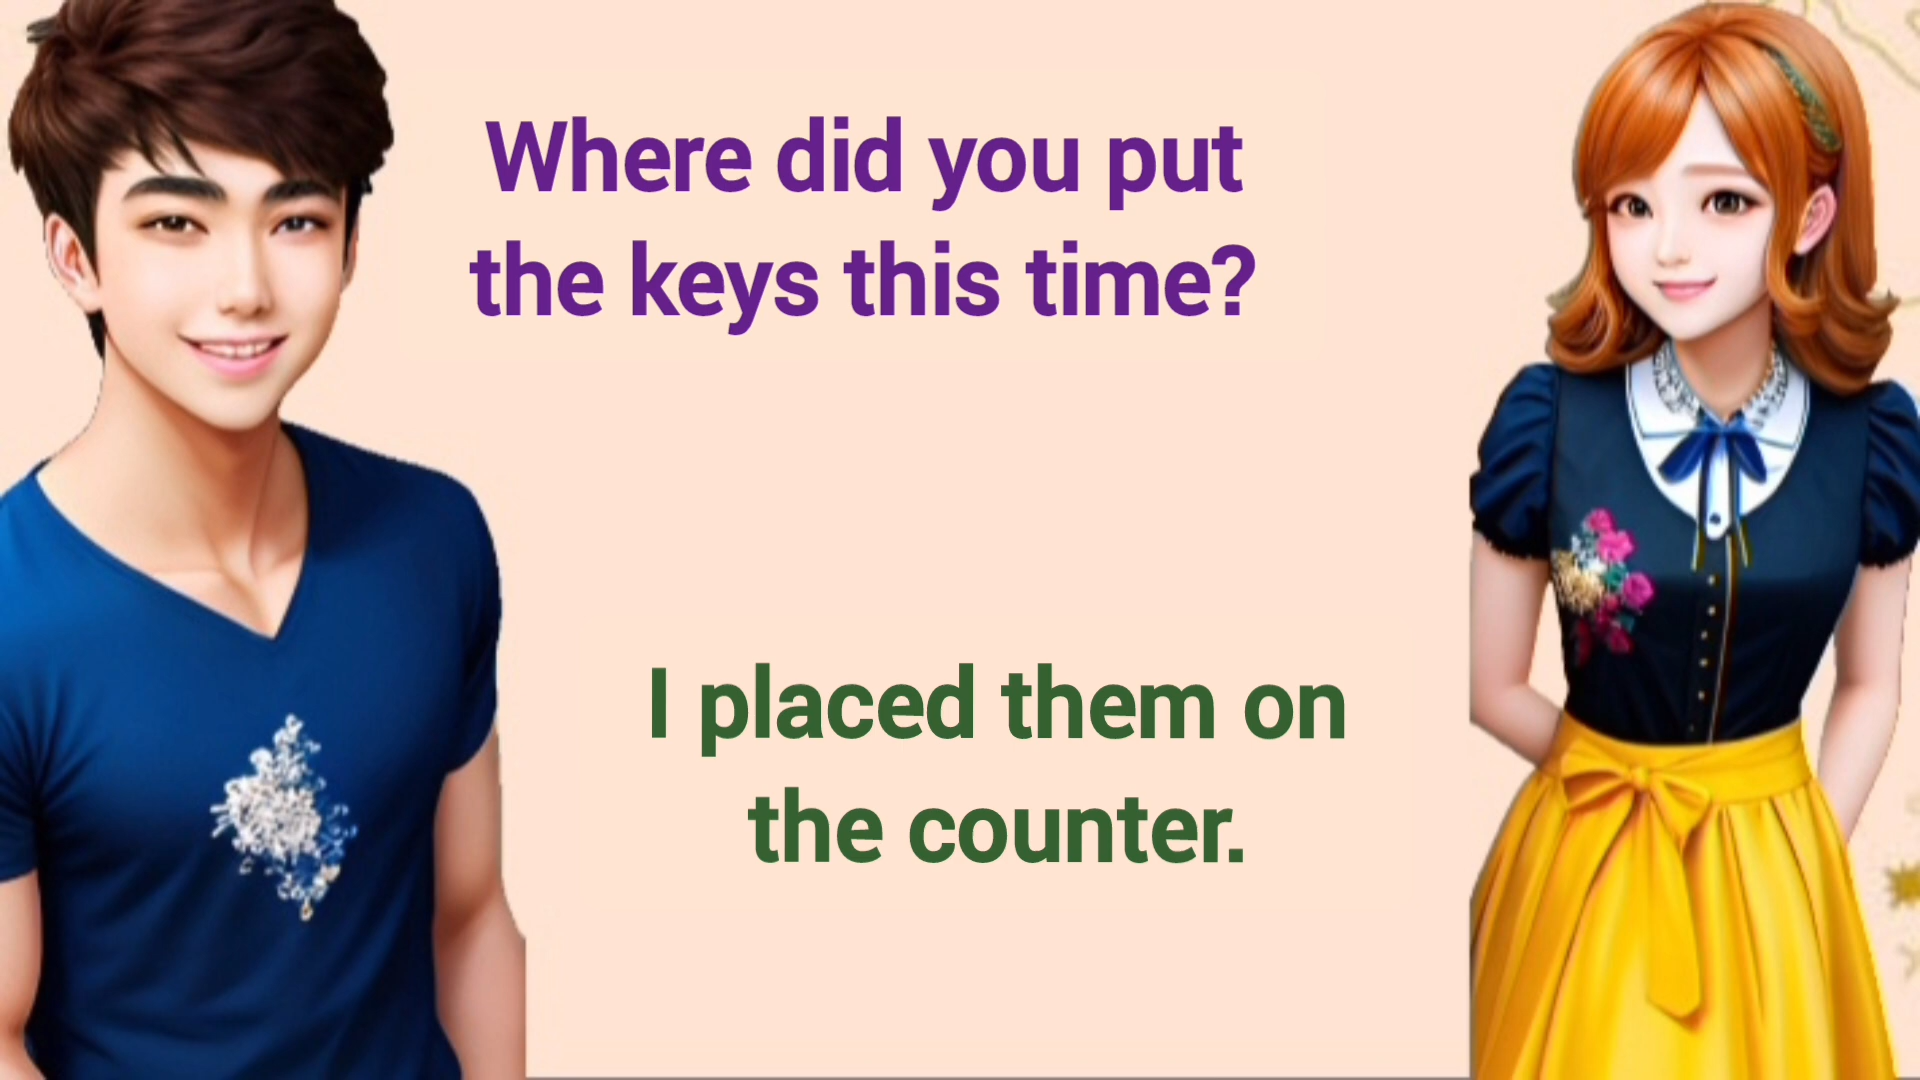 Where did you put
the keys this time?
I placed them on
the counter.